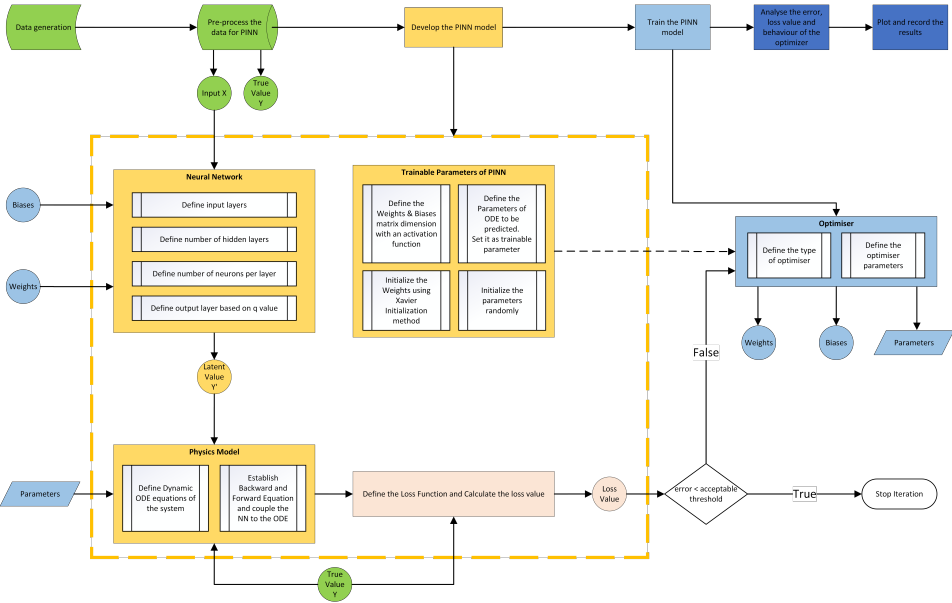 Data generation
Pre-process the
data for PINN
Develop the PINN model
Train the PINN
model
Analyse the error,
loss value and
behaviour of the
optimizer
Plot and record the
results
Input X
True
Value
Y
Neural Network
Define input layers
Define number of hidden layers
Define number of neurons per layer
Define output layer based on q value
Biases
Weights
Trainable Parameters of PINN
Define the
Weights & Biases
matrix dimension
with an activation
function
Define the
Parameters of
ODE to be
predicted.
Set it as trainable
parameter
Initialize the
Weights using
Xavier
Initialization
method
Initialize the
parameters
randomly
Optimiser
Define the type
of optimiser
Define the
optimiser
parameters
Weights
Biases
Parameters
False
Latent
Value
Y'
Physics Model
Define Dynamic
ODE equations of
the system
Establish
Backward and
Forward Equation
and couple the
NN to the ODE
Parameters
Define the Loss Function and Calculate the loss value
Loss
Value
error < acceptable
threshold
True
Stop Iteration
True
Value
Y